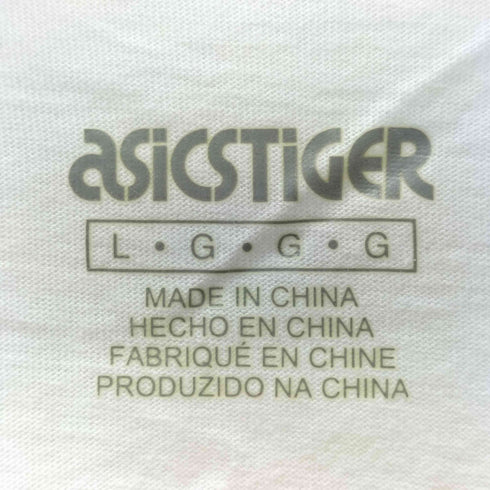 asicsTiGER
L • G • G • G
MADE IN CHINA
HECHO EN CHINA
FABRIQUÉ EN CHINE
PRODUZIDO NA CHINA